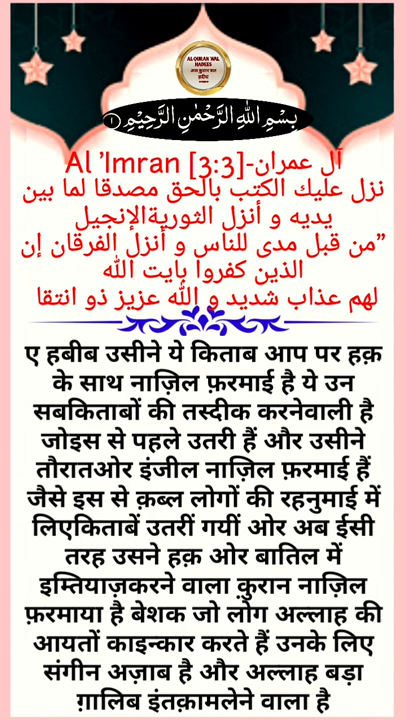 AL QURAN WAL
HADEES
بِسْمِ اللهِ الرَّحْمٰنِ الرَّحِيْمِ ١
آل عمران-[3:3] Al ’Imran
نزل عليك الكتب بالحق مصدقا لما بين
يديه و أنزل الثوريةالإنجيل
”من قبل مدى للناس و أنزل الفرقان إن
الذين كفروا بايت الله
لهم عذاب شديد و الله عزيز ذو انتقا
ए हबीब उसीने ये किताब आप पर हक़
के साथ नाज़िल फ़रमाई है ये उन
सबकिताबों की तस्दीक करनेवाली है
जोइस से पहले उतरी हैं और उसीने
तौरातओर इंजील नाज़िल फ़रमाई हैं
जैसे इस से क़ब्ल लोगों की रहनुमाई में
लिएकिताबें उतरीं गयीं ओर अब ईसी
तरह उसने हक़ ओर बातिल में
इम्तियाज़करने वाला क़ुरान नाज़िल
फ़रमाया है बेशक जो लोग अल्लाह की
आयतों काइन्कार करते हैं उनके लिए
संगीन अज़ाब है और अल्लाह बड़ा
ग़ालिब इंतक़ामलेने वाला है